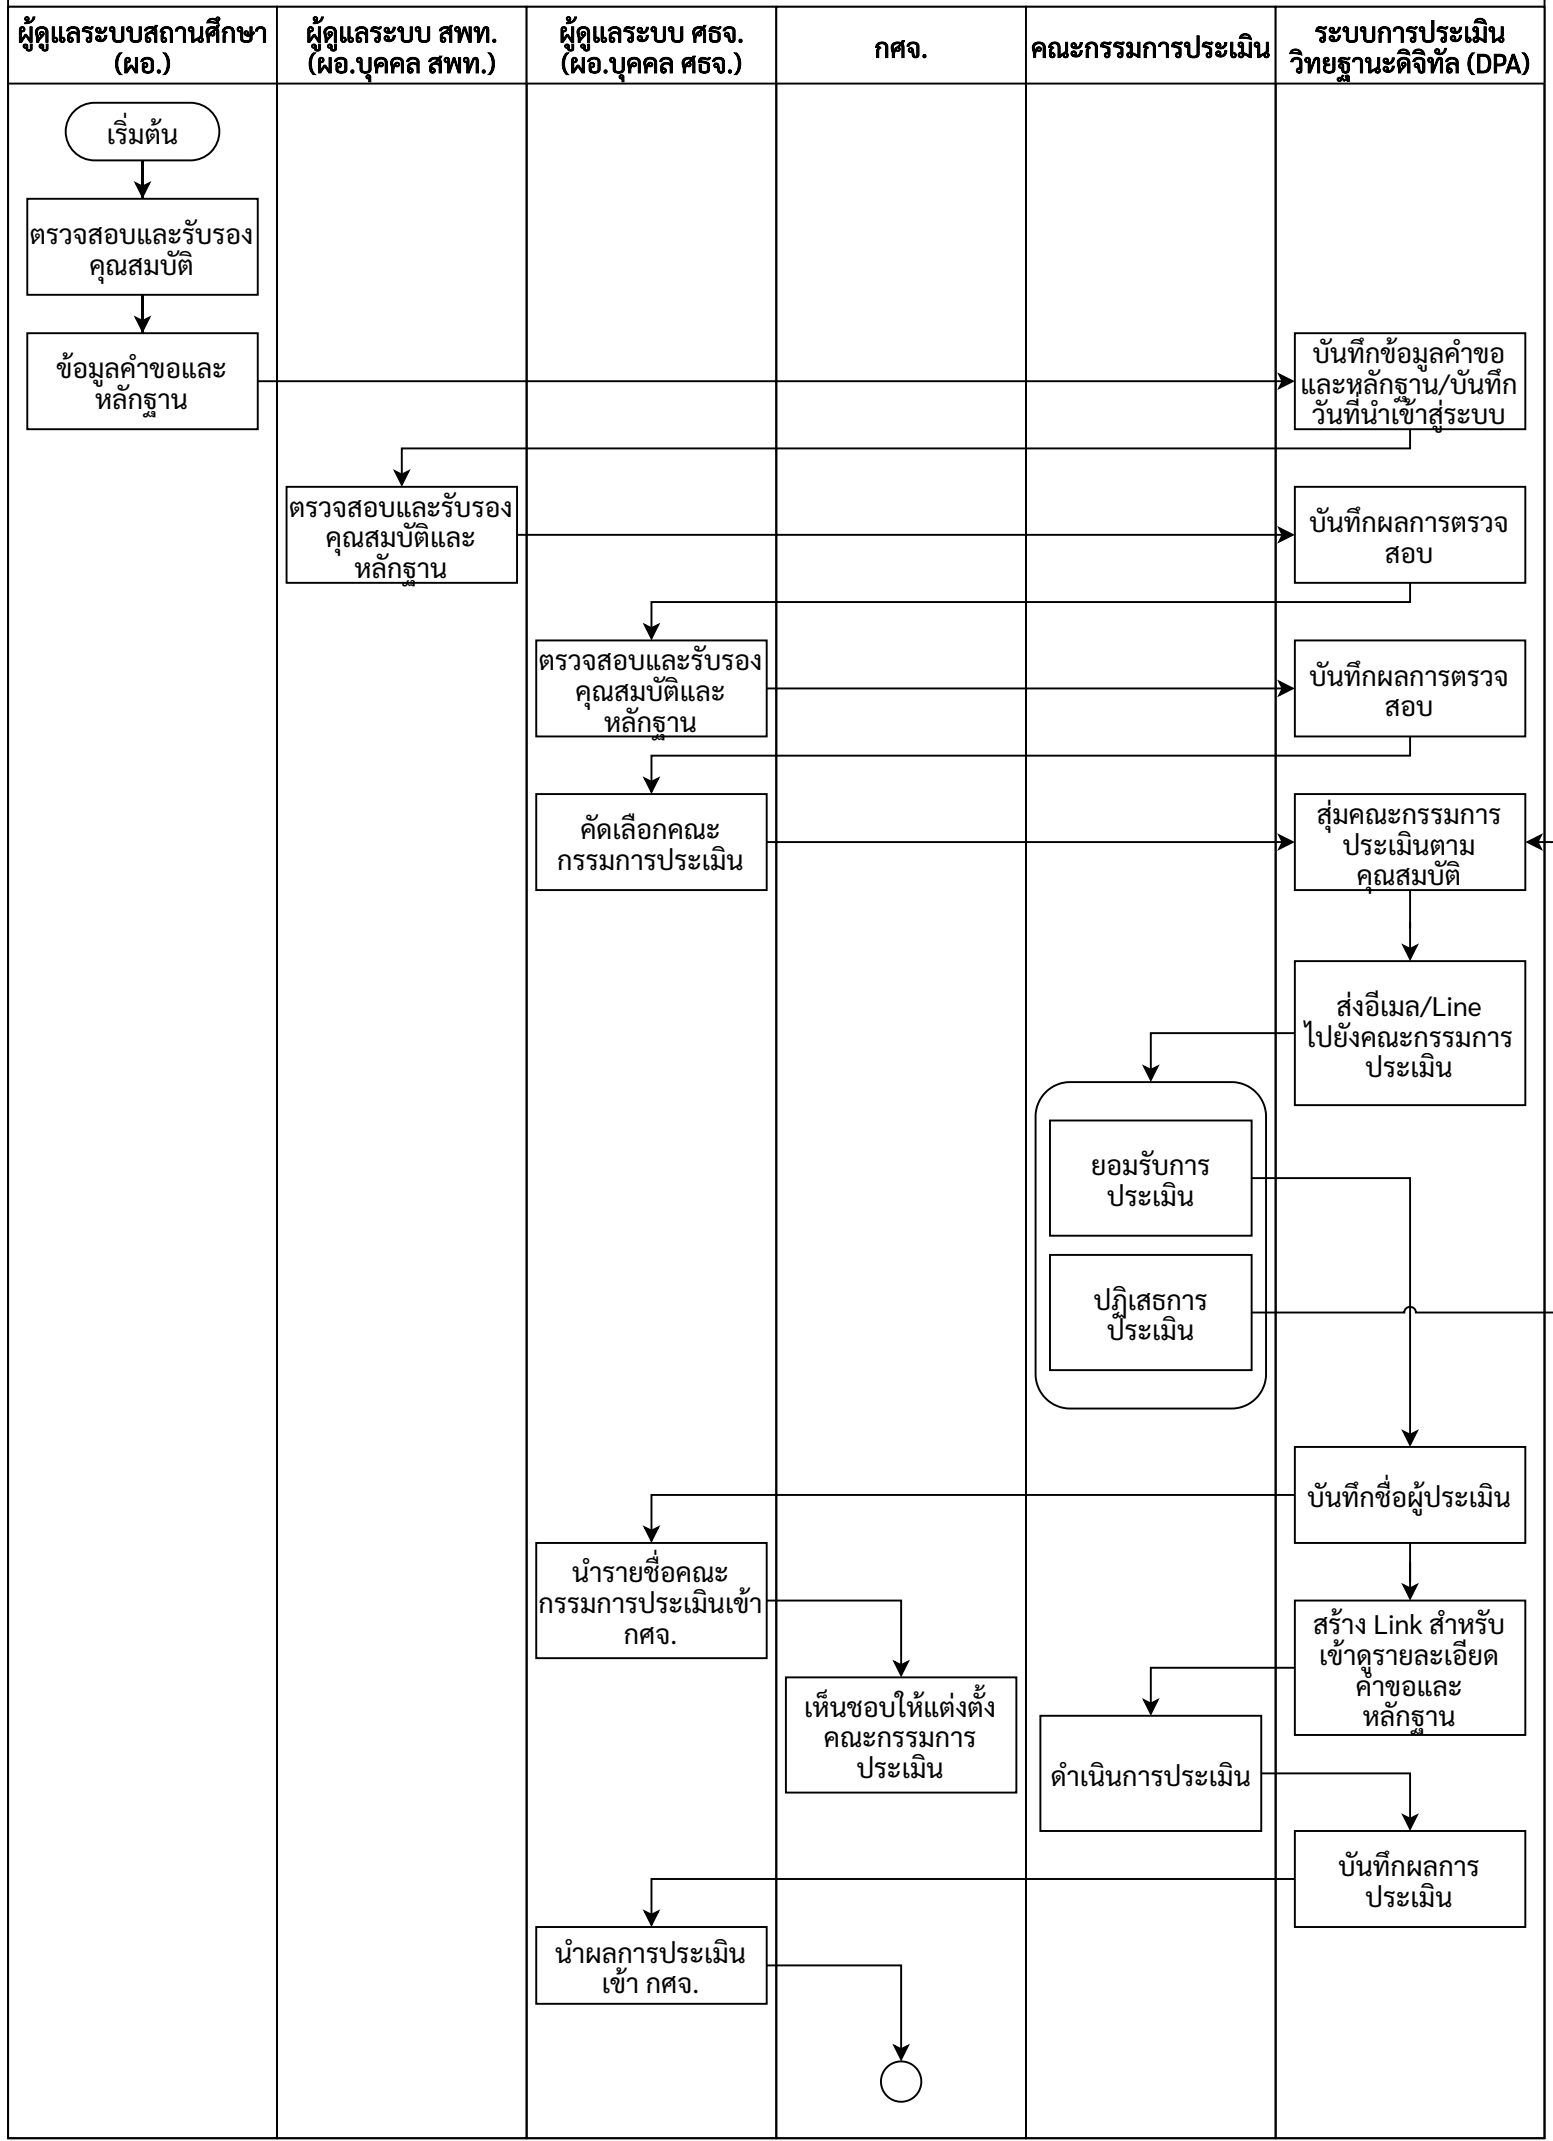 ผู้ดูแลระบบสถานศึกษา
(ผอ.)
ผู้ดูแลระบบ สพท.
(ผอ.บุคคล สพท.)
ผู้ดูแลระบบ ศธจ.
(ผอ.บุคคล ศธจ.)
กศจ.
คณะกรรมการประเมิน
ระบบการประเมิน
วิทยฐานะดิจิทัล (DPA)
เริ่มต้น
ตรวจสอบและรับรอง
คุณสมบัติ
ข้อมูลคำขอและ
หลักฐาน
บันทึกข้อมูลคำขอ
และหลักฐาน/บันทึก
วันที่นำเข้าสู่ระบบ
ตรวจสอบและรับรอง
คุณสมบัติและ
หลักฐาน
บันทึกผลการตรวจ
สอบ
ตรวจสอบและรับรอง
คุณสมบัติและ
หลักฐาน
บันทึกผลการตรวจ
สอบ
คัดเลือกคณะ
กรรมการประเมิน
สุ่มคณะกรรมการ
ประเมินตาม
คุณสมบัติ
ส่งอีเมล/Line
ไปยังคณะกรรมการ
ประเมิน
ยอมรับการ
ประเมิน
ปฏิเสธการ
ประเมิน
บันทึกชื่อผู้ประเมิน
นำรายชื่อคณะ
กรรมการประเมินเข้า
กศจ.
สร้าง Link สำหรับ
เข้าดูรายละเอียด
คำขอและ
หลักฐาน
เห็นชอบให้แต่งตั้ง
คณะกรรมการ
ประเมิน
ดำเนินการประเมิน
บันทึกผลการ
ประเมิน
นำผลการประเมิน
เข้า กศจ.